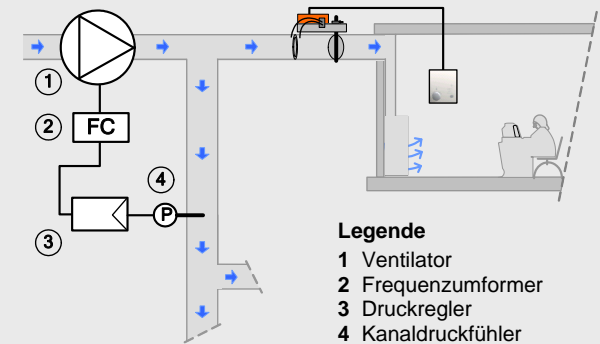 1
2
FC
4
P
3
Legende
1 Ventilator
2 Frequenzumformer
3 Druckregler
4 Kanaldruckfühler